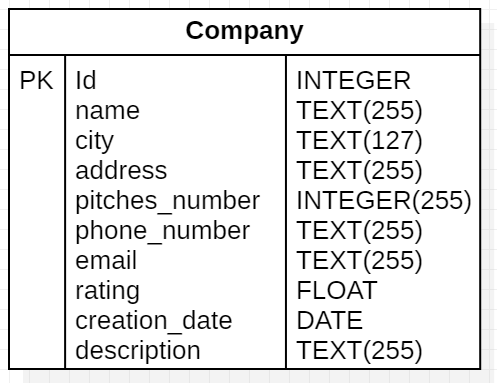 Company
PK Id INTEGER
name TEXT(255)
city TEXT(127)
address TEXT(255)
pitches_number INTEGER(255)
phone_number TEXT(255)
email TEXT(255)
rating FLOAT
creation_date DATE
description TEXT(255)